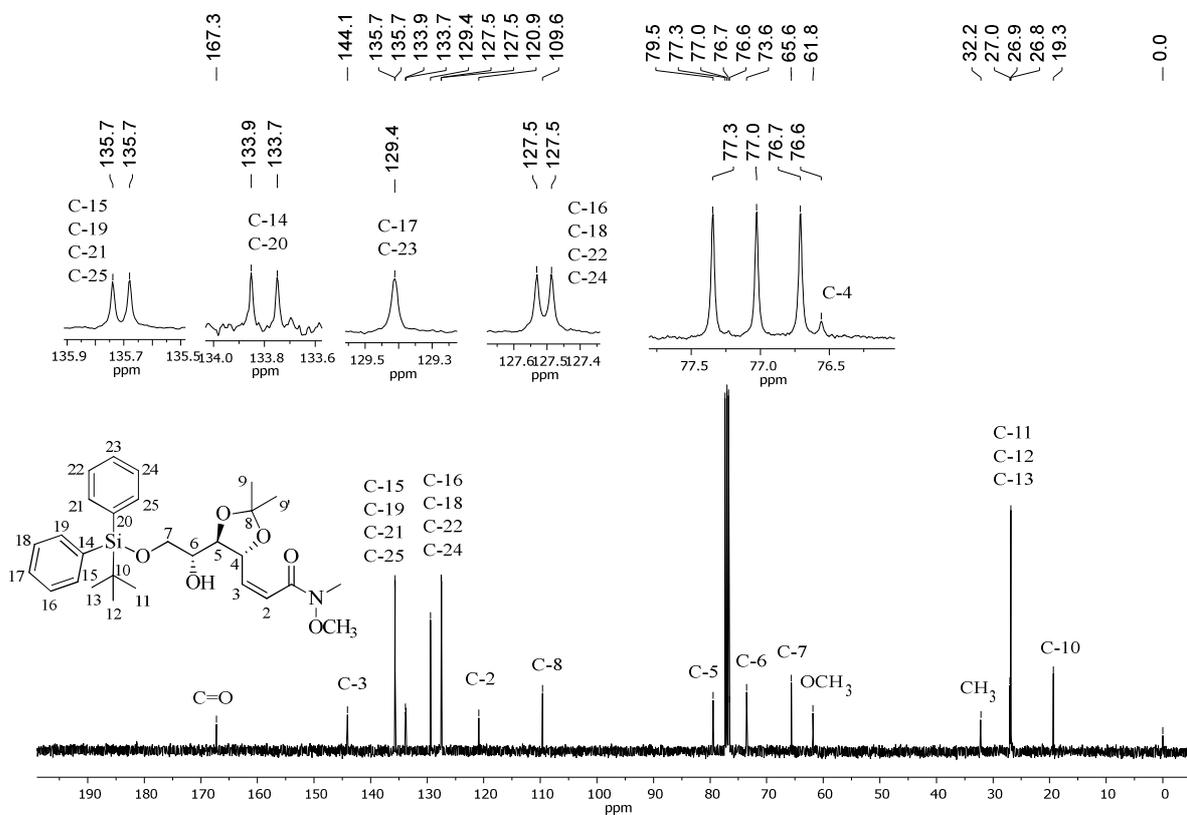 167.3
144.1
135.7
135.7
133.9
133.7
129.4
127.5
127.5
120.9
109.6
79.5
77.3
77.0
76.7
76.6
73.6
65.6
61.8
32.2
27.0
26.9
26.8
19.3
0.0
135.7
135.7
C-15
C-19
C-21
C-25
135.9 135.7 135.5
ppm
133.9
133.7
C-14
C-20
134.0 133.8 133.6
ppm
129.4
C-17
C-23
129.5 129.3
ppm
127.5
127.5
C-16
C-18
C-22
C-24
127.6 127.5 127.4
ppm
77.3
77.0
76.7
76.6
C-4
77.5 77.0 76.5
ppm
23
22
24
21
25
20
19
18
14
17
15
16
Si
O
7
6
OH
5
O
O
8
9
9'
4
3
2
O
N
OCH3
10
13
12
11
C=O
C-3
C-15
C-19
C-21
C-25
C-16
C-18
C-22
C-24
C-2
C-8
C-5
C-6
C-7
OCH3
CH3
C-11
C-12
C-13
C-10
190 180 170 160 150 140 130 120 110 100 90 80 70 60 50 40 30 20 10 0
ppm